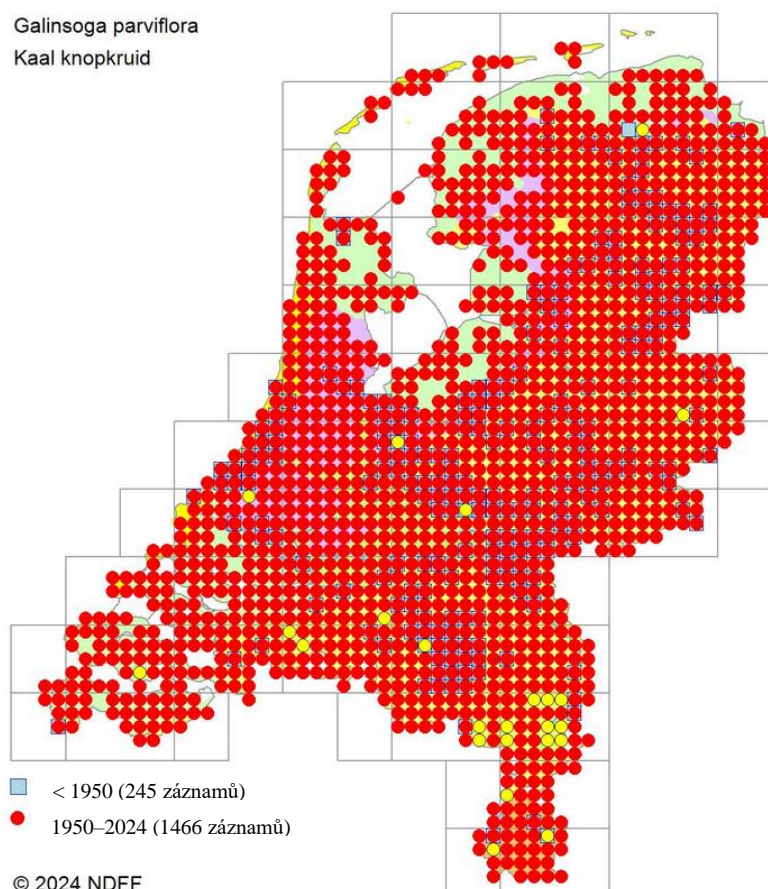 Galinsoga parviflora
Kaal knopkruid
< 1950 (245 záznamů)
1950–2024 (1466 záznamů)
© 2024 NDFF